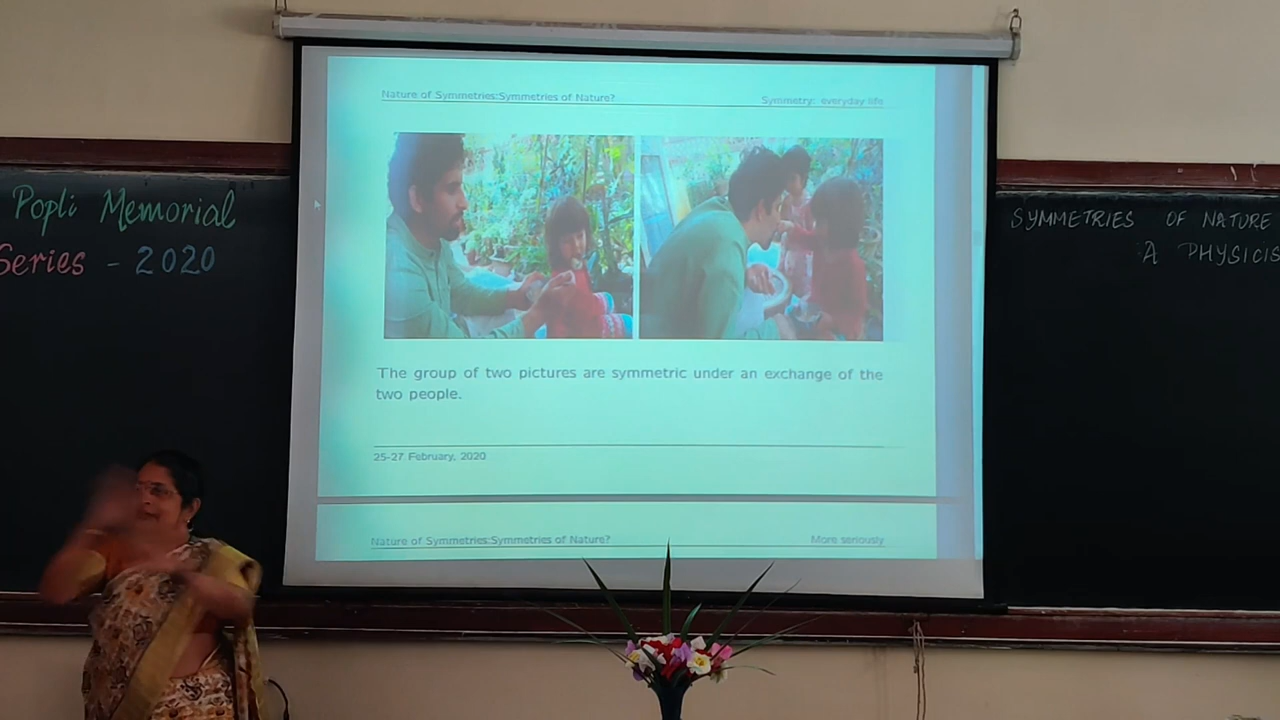 Popli Memorial
Series - 2020
Nature of Symmetries:Symmetries of Nature?
Symmetry: everyday life
The group of two pictures are symmetric under an exchange of the
two people.
25-27 February, 2020
Nature of Symmetries:Symmetries of Nature?
More seriously
SYMMETRIES OF NATURE
A PHYSICIS